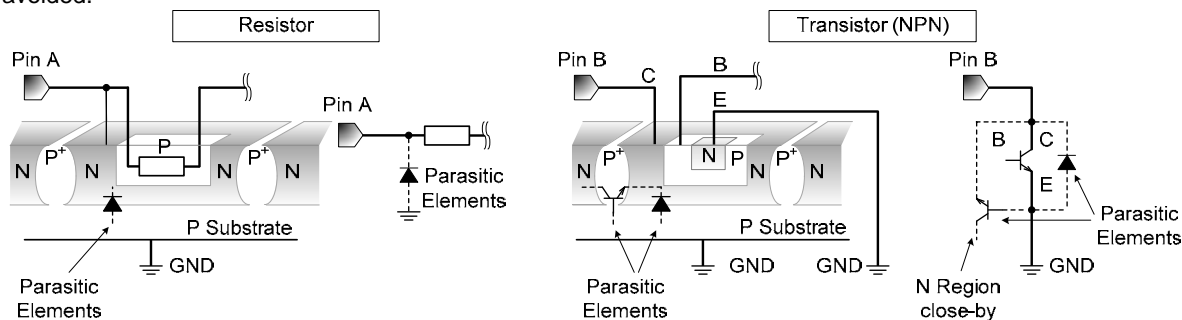 avoided.
Resistor
Transistor (NPN)
Pin A
Pin B
Pin B
C
B
E
Pin A
B
C
E
N
P+
N
P
P+
N
N
P+
N
P
P+
N
Parasitic
Elements
P Substrate
P Substrate
GND
GND
GND
GND
Parasitic
Elements
Parasitic
Elements
Parasitic
Elements
N Region
close-by